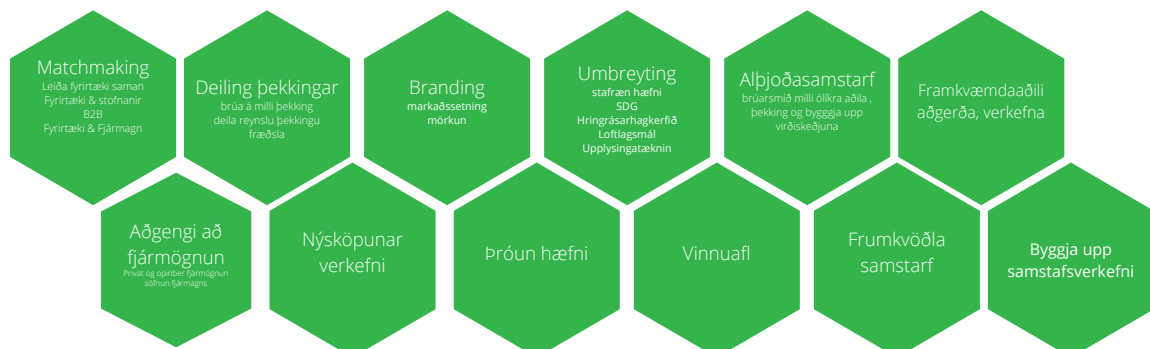 Matchmaking
Leiða fyrirtæki saman
Fyrirtæki & stofnanir
B2B
Fyrirtæki & Fjármagn
Deiling þekkingar
brúa á milli þekking
deila reynslu þekkingu
fræðsla
Branding
markaðssetning
mörkun
Umbreyting
stafræn hæfni
SDG
Hringrásarhagkerfið
Loftlagsmál
Upplysingatæknin
Alþjoðasamstarf
brúarsmíð milli ólíkra aðila ,
þekking og bygggja upp
virðiskeðjuna
Framkvæmdaaðili
aðgerða, verkefna
Aðgengi að
fjármögnun
Privat og opinber fjármögnun
söfnun fjármagns
Nýsköpunar
verkefni
Þróun hæfni
Vinnuafl
Frumkvöðla
samstarf
Byggja upp
samstafsverkefni